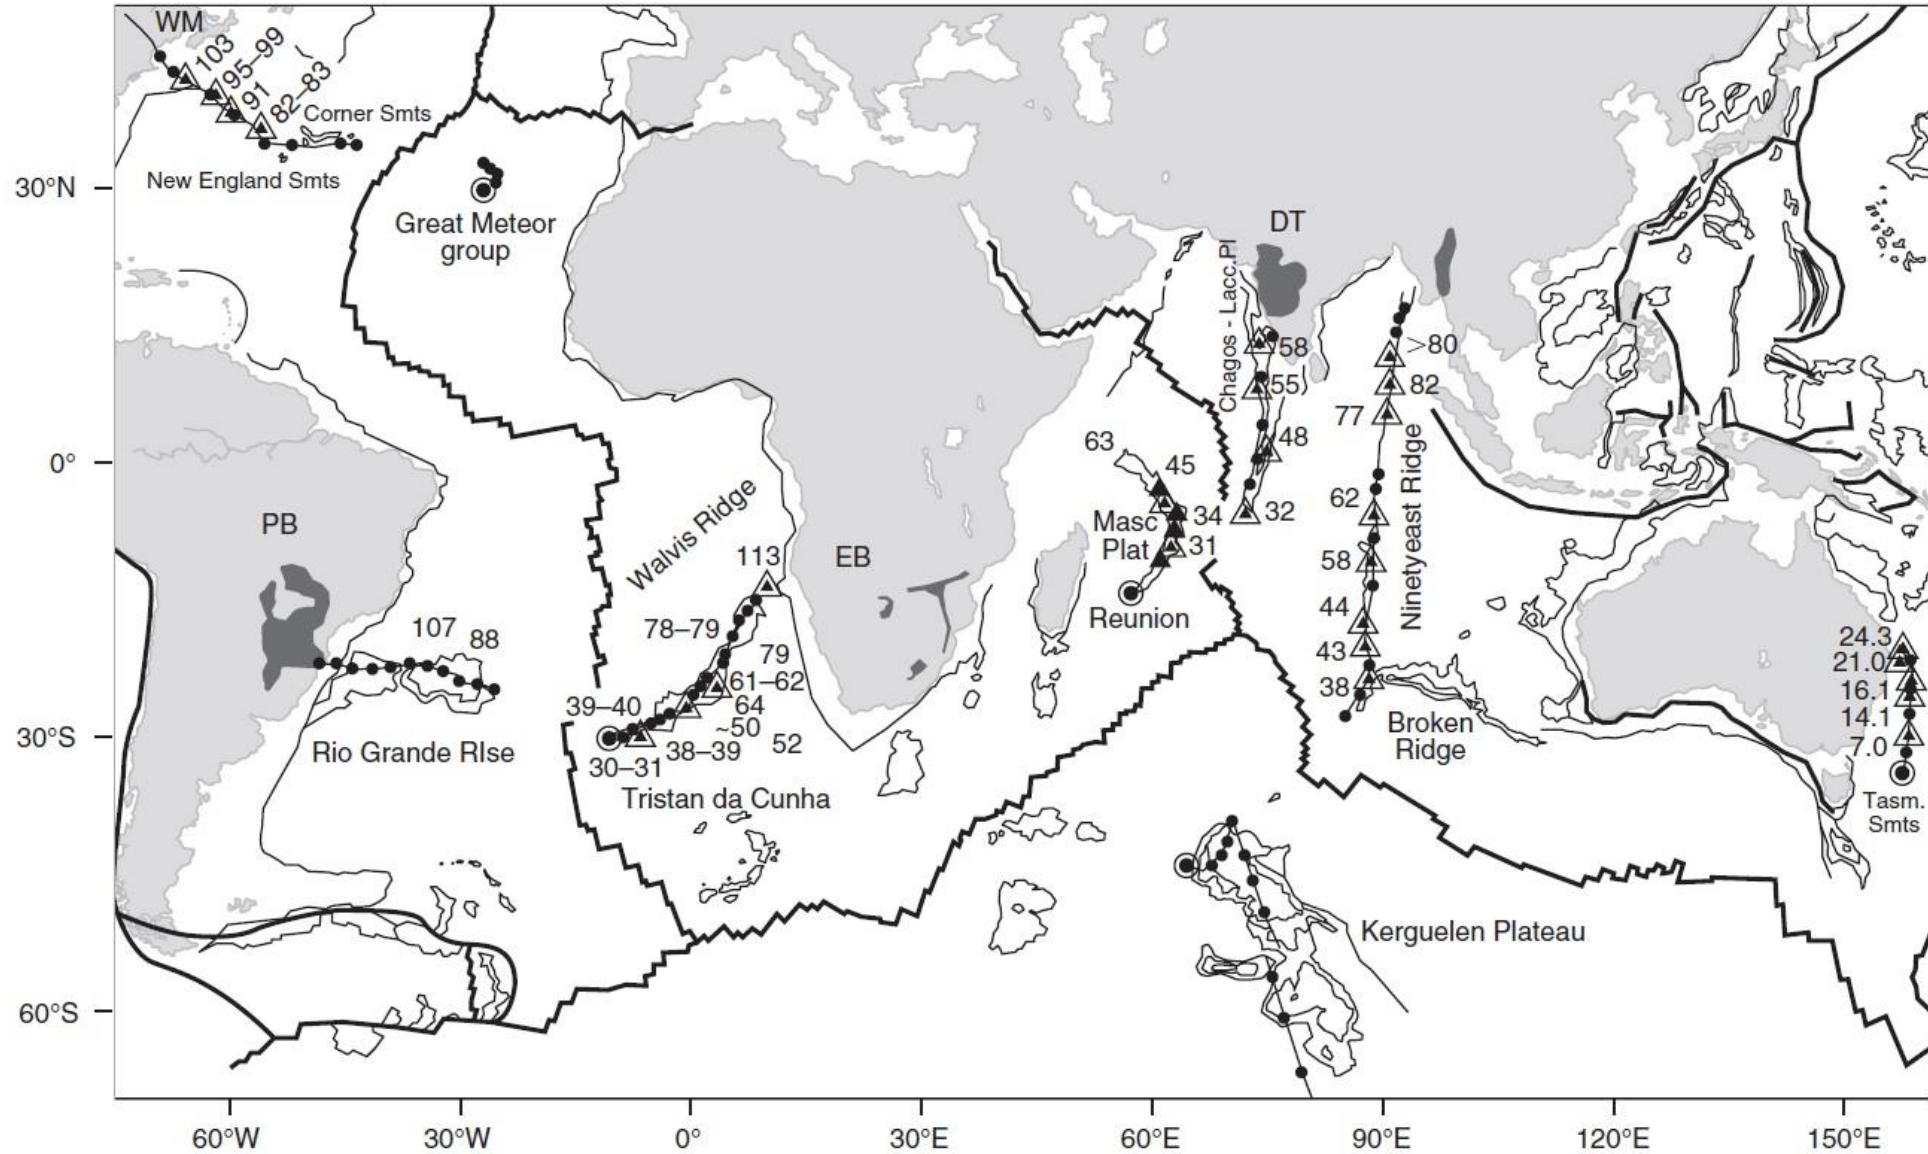 WM
103
95–99
91
82–83
Corner Smts
New England Smts
30°N
Great Meteor
group
DT
Chagos - Lacc.Pl
58
55
48
32
>80
82
77
62
58
44
43
38
Ninetyeast Ridge
0°
63
45
34
31
Masc
Plat
Reunion
PB
EB
Walvis Ridge
113
78–79
79
61–62
64
~50
52
39–40
38–39
30–31
107
88
Rio Grande RIse
Tristan da Cunha
30°S
Broken
Ridge
24.3
21.0
16.1
14.1
7.0
Tasm.
Smts
Kerguelen Plateau
60°S
60°W
30°W
0°
30°E
60°E
90°E
120°E
150°E